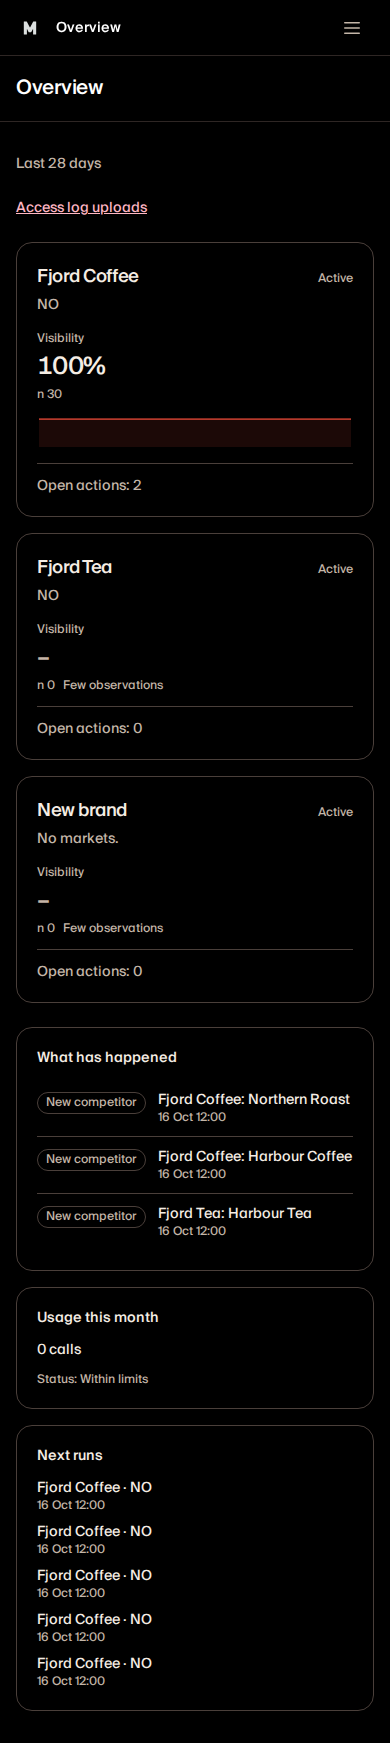 M Overview
Overview
Last 28 days
Access log uploads
Fjord Coffee Active
NO
Visibility
100%
n 30
Open actions: 2
Fjord Tea Active
NO
Visibility
–
n 0 Few observations
Open actions: 0
New brand Active
No markets.
Visibility
–
n 0 Few observations
Open actions: 0
What has happened
New competitor Fjord Coffee: Northern Roast
16 Oct 12:00
New competitor Fjord Coffee: Harbour Coffee
16 Oct 12:00
New competitor Fjord Tea: Harbour Tea
16 Oct 12:00
Usage this month
0 calls
Status: Within limits
Next runs
Fjord Coffee · NO
16 Oct 12:00
Fjord Coffee · NO
16 Oct 12:00
Fjord Coffee · NO
16 Oct 12:00
Fjord Coffee · NO
16 Oct 12:00
Fjord Coffee · NO
16 Oct 12:00